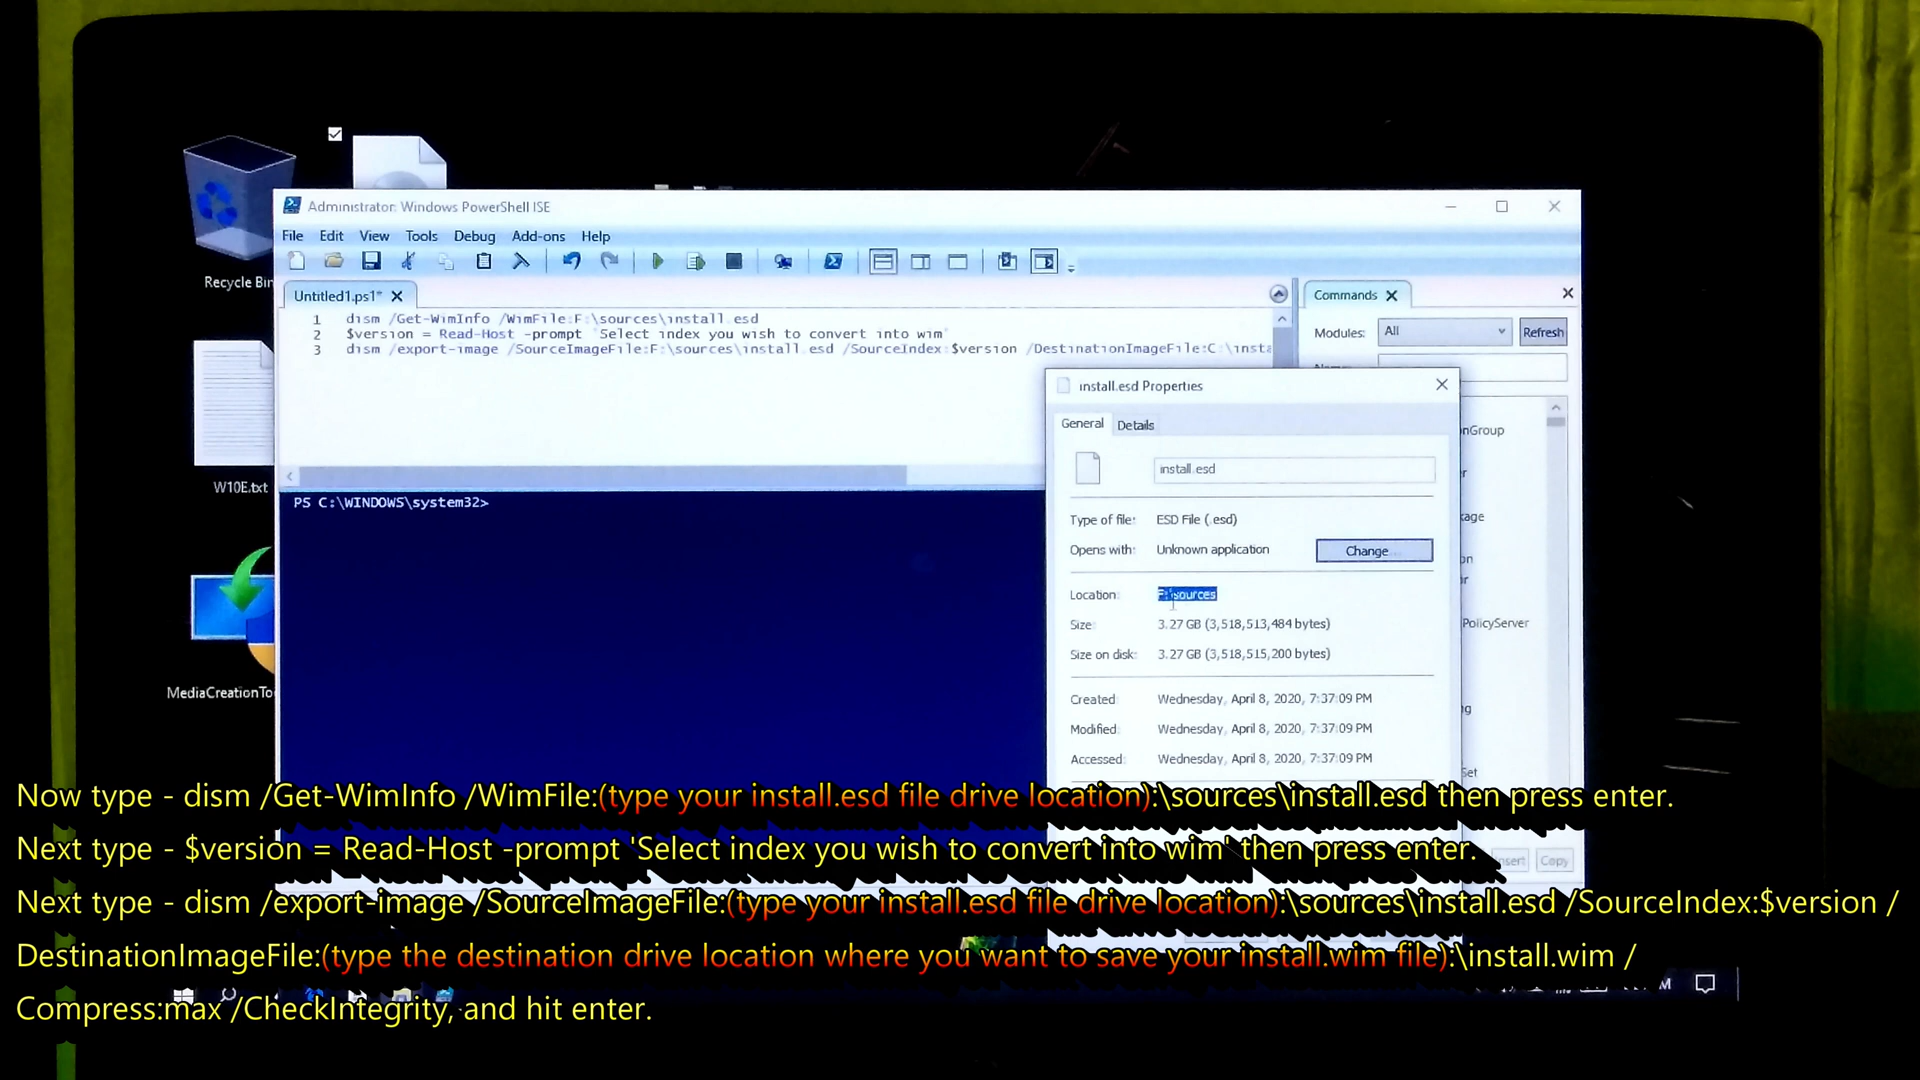 Recycle Bin
W10E.txt
MediaCreationTo
Administrator: Windows PowerShell ISE
File Edit View Tools Debug Add-ons Help
Untitled1.ps1*
1 dism /Get-WimInfo /WimFile:F:\sources\install.esd
2 $version = Read-Host -prompt 'Select index you wish to convert into wim'
3 dism /export-image /SourceImageFile:F:\sources\install.esd /SourceIndex:$version /DestinationImageFile:C:\insta
PS C:\WINDOWS\system32>
Commands
Modules: All Refresh
install.esd Properties
General Details
install.esd
Type of file: ESD File (.esd)
Opens with: Unknown application Change...
Location: F:\sources
Size: 3.27 GB (3,518,513,484 bytes)
Size on disk: 3.27 GB (3,518,515,200 bytes)
Created: Wednesday, April 8, 2020, 7:37:09 PM
Modified: Wednesday, April 8, 2020, 7:37:09 PM
Accessed: Wednesday, April 8, 2020, 7:37:09 PM
nGroup
PolicyServer
Copy
Now type - dism /Get-WimInfo /WimFile:(type your install.esd file drive location):\sources\install.esd then press enter.
Next type - $version = Read-Host -prompt 'Select index you wish to convert into wim' then press enter.
Next type - dism /export-image /SourceImageFile:(type your install.esd file drive location):\sources\install.esd /SourceIndex:$version /
DestinationImageFile:(type the destination drive location where you want to save your install.wim file):\install.wim /
Compress:max /CheckIntegrity, and hit enter.